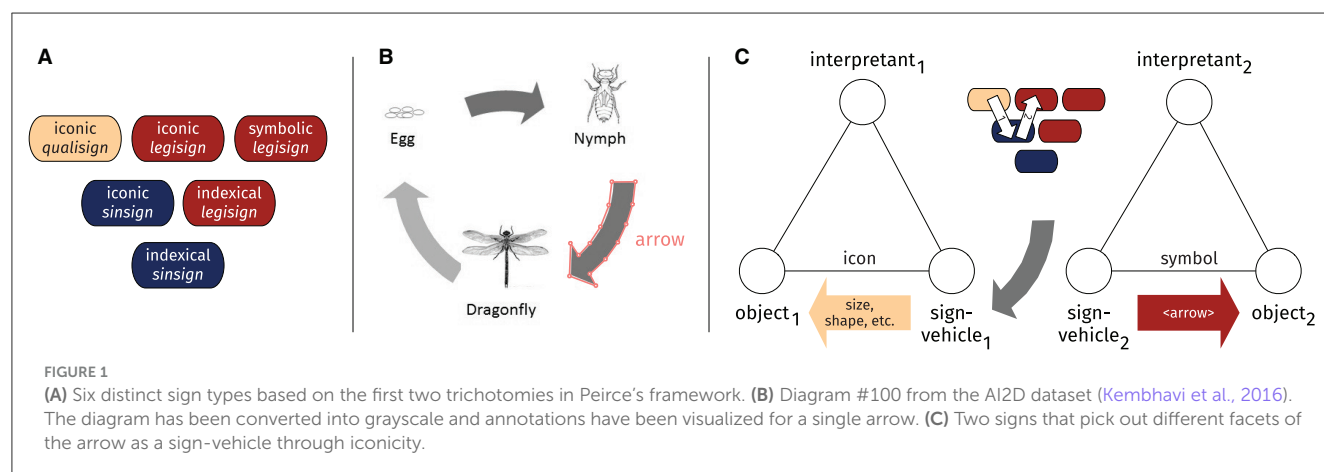 A
iconic
qualisign
iconic
legisign
symbolic
legisign
iconic
sinsign
indexical
legisign
indexical
sinsign
B
Egg
Nymph
arrow
Dragonfly
C
interpretant1
1
2
interpretant2
icon
symbol
object1
size,
shape, etc.
sign-
vehicle1
sign-
vehicle2
<arrow>
object2
FIGURE 1
(A) Six distinct sign types based on the first two trichotomies in Peirce's framework. (B) Diagram #100 from the AI2D dataset (Kembhavi et al., 2016).
The diagram has been converted into grayscale and annotations have been visualized for a single arrow. (C) Two signs that pick out different facets of
the arrow as a sign-vehicle through iconicity.